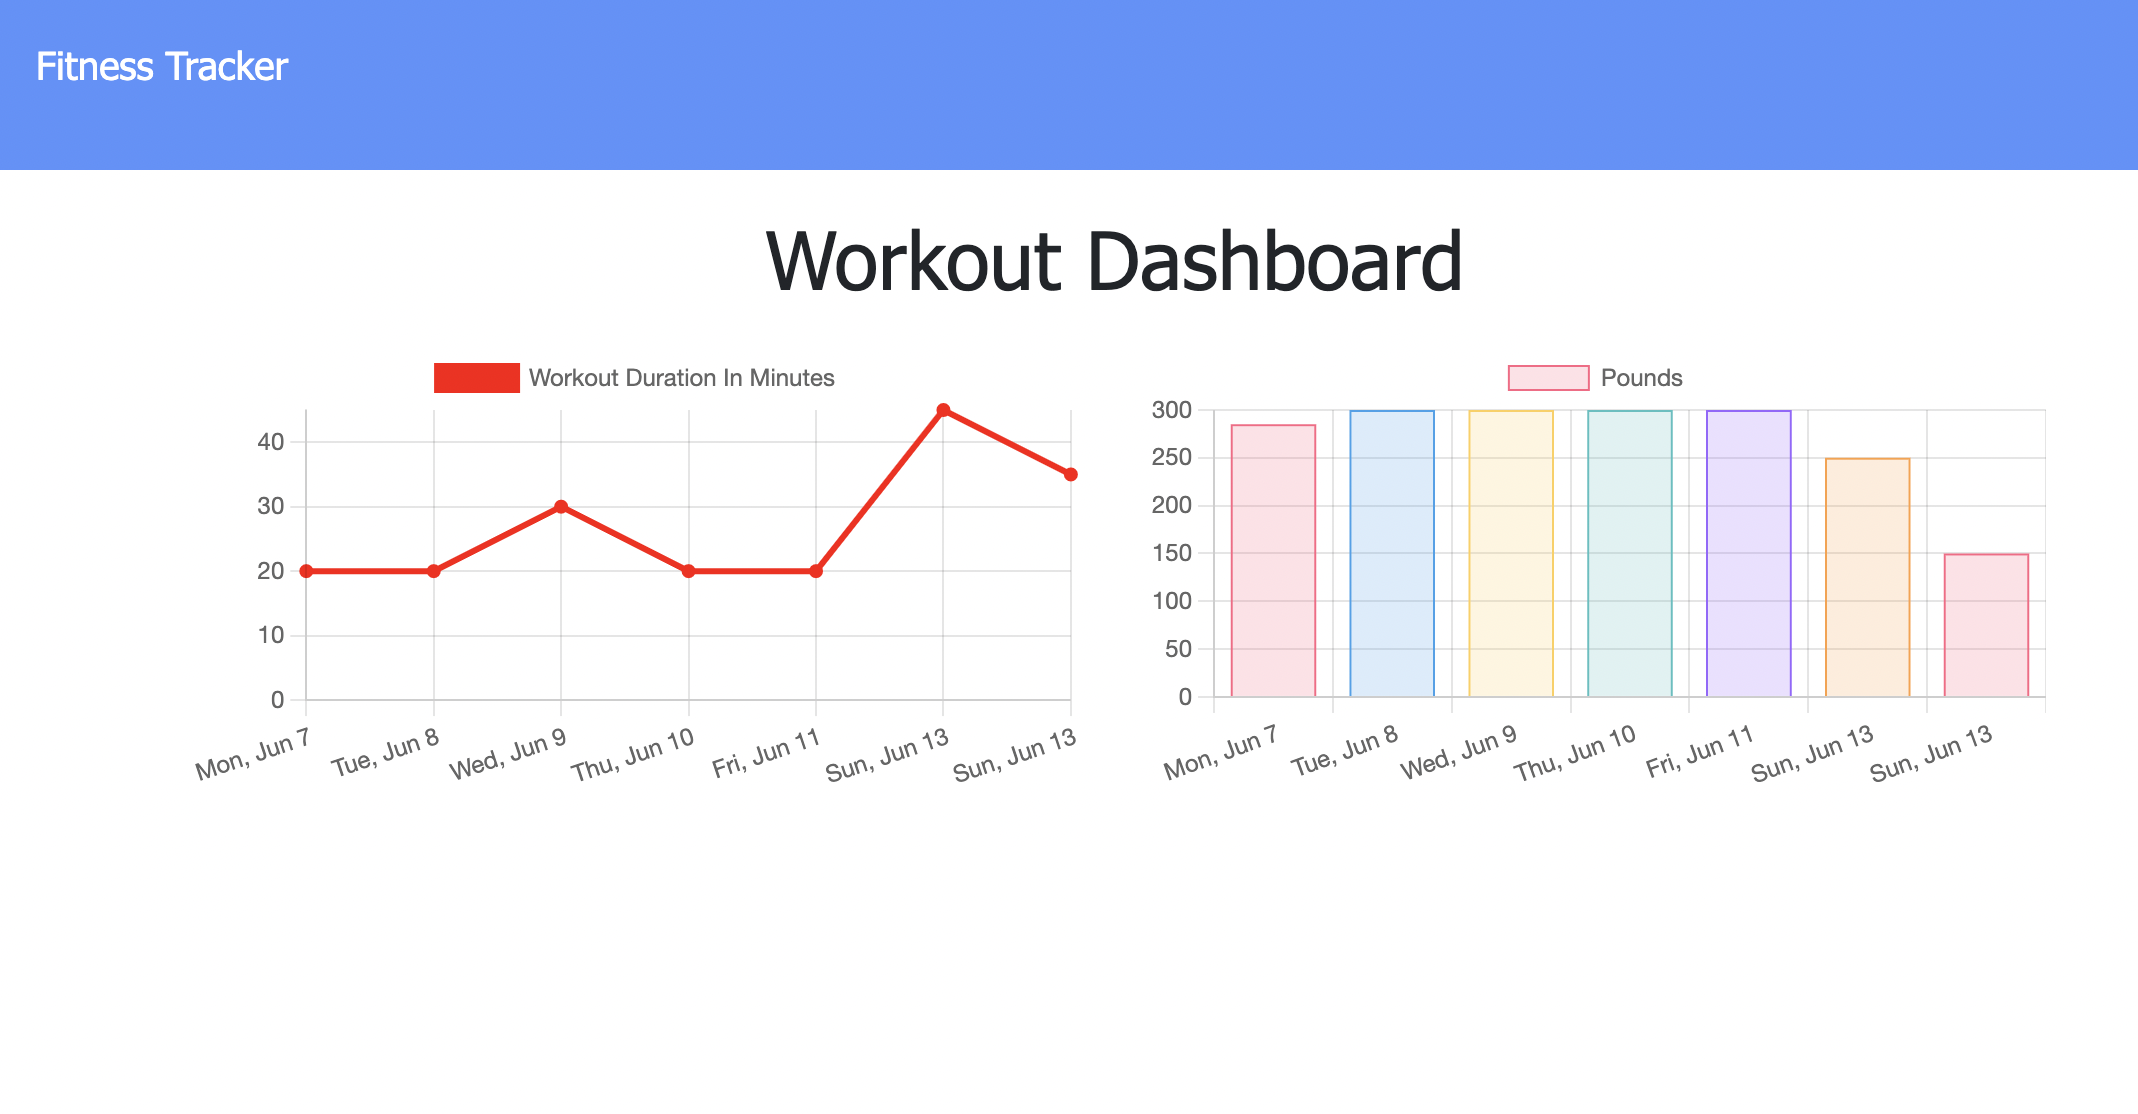 Fitness Tracker
Workout Dashboard
Workout Duration In Minutes
40
30
20
10
0
Mon, Jun 7
Tue, Jun 8
Wed, Jun 9
Thu, Jun 10
Fri, Jun 11
Sun, Jun 13
Sun, Jun 13
Pounds
300
250
200
150
100
50
0
Mon, Jun 7
Tue, Jun 8
Wed, Jun 9
Thu, Jun 10
Fri, Jun 11
Sun, Jun 13
Sun, Jun 13